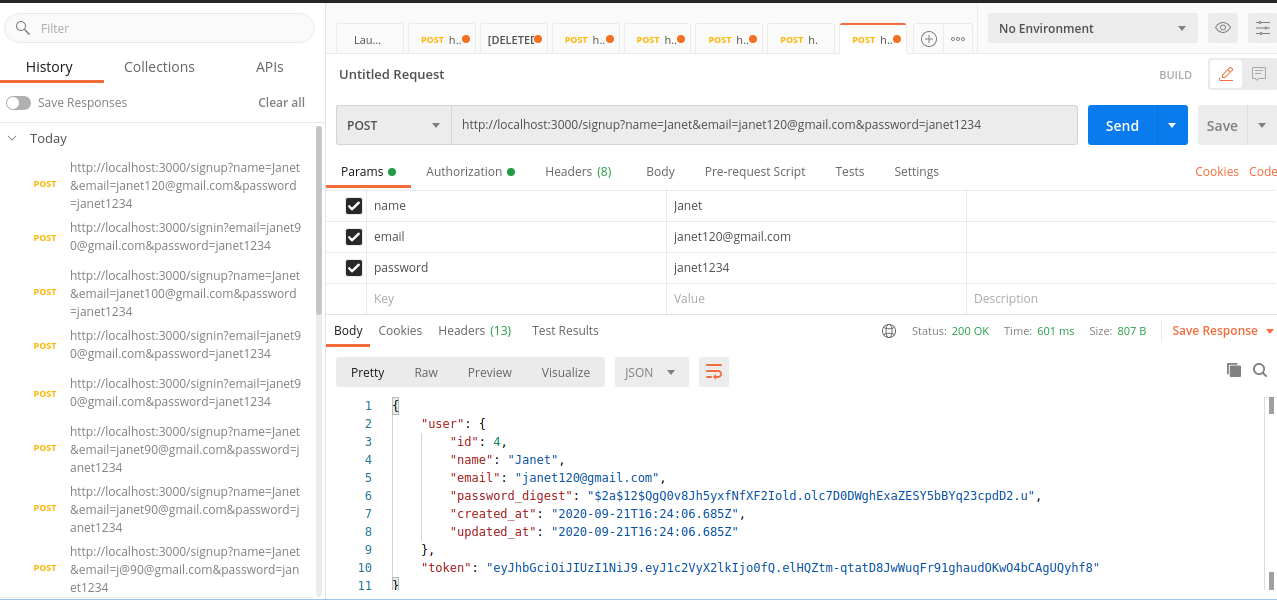 Filter
History Collections APIs
Save Responses Clear all
Today
POST http://localhost:3000/signup?name=Janet
&email=janet120@gmail.com&password
=janet1234
POST http://localhost:3000/signin?email=janet9
0@gmail.com&password=janet1234
POST http://localhost:3000/signup?name=Janet
&email=janet100@gmail.com&password
=janet1234
POST http://localhost:3000/signin?email=janet9
0@gmail.com&password=janet1234
POST http://localhost:3000/signin?email=janet9
0@gmail.com&password=janet1234
POST http://localhost:3000/signup?name=Janet
&email=janet90@gmail.com&password=j
anet1234
POST http://localhost:3000/signup?name=Janet
&email=janet90@gmail.com&password=j
anet1234
POST http://localhost:3000/signup?name=Janet
&email=j@90@gmail.com&password=jan
et1234
Lau... POST h.. [DELETED POST h.. POST h.. POST h.. POST h. POST h..
No Environment
Untitled Request BUILD
POST http://localhost:3000/signup?name=Janet&email=janet120@gmail.com&password=janet1234 Send Save
Params Authorization Headers (8) Body Pre-request Script Tests Settings Cookies Code
name Janet
email janet120@gmail.com
password janet1234
Key Value Description
Body Cookies Headers (13) Test Results Status: 200 OK Time: 601 ms Size: 807 B Save Response
Pretty Raw Preview Visualize JSON
1 {
2 "user": {
3 "id": 4,
4 "name": "Janet",
5 "email": "janet120@gmail.com",
6 "password_digest": "$2a$12$QgQ0v8Jh5yxfNfXF2Iold.olc7D0DWghExaZESY5bBYq23cpdD2.u",
7 "created_at": "2020-09-21T16:24:06.685Z",
8 "updated_at": "2020-09-21T16:24:06.685Z"
9 },
10 "token": "eyJhbGciOiJIUzI1NiJ9.eyJ1c2VyX2lkIjo0fQ.elHQZtm-qtatD8JwWuqFr91ghaudOKwO4bCAgUQyhf8"
11 }